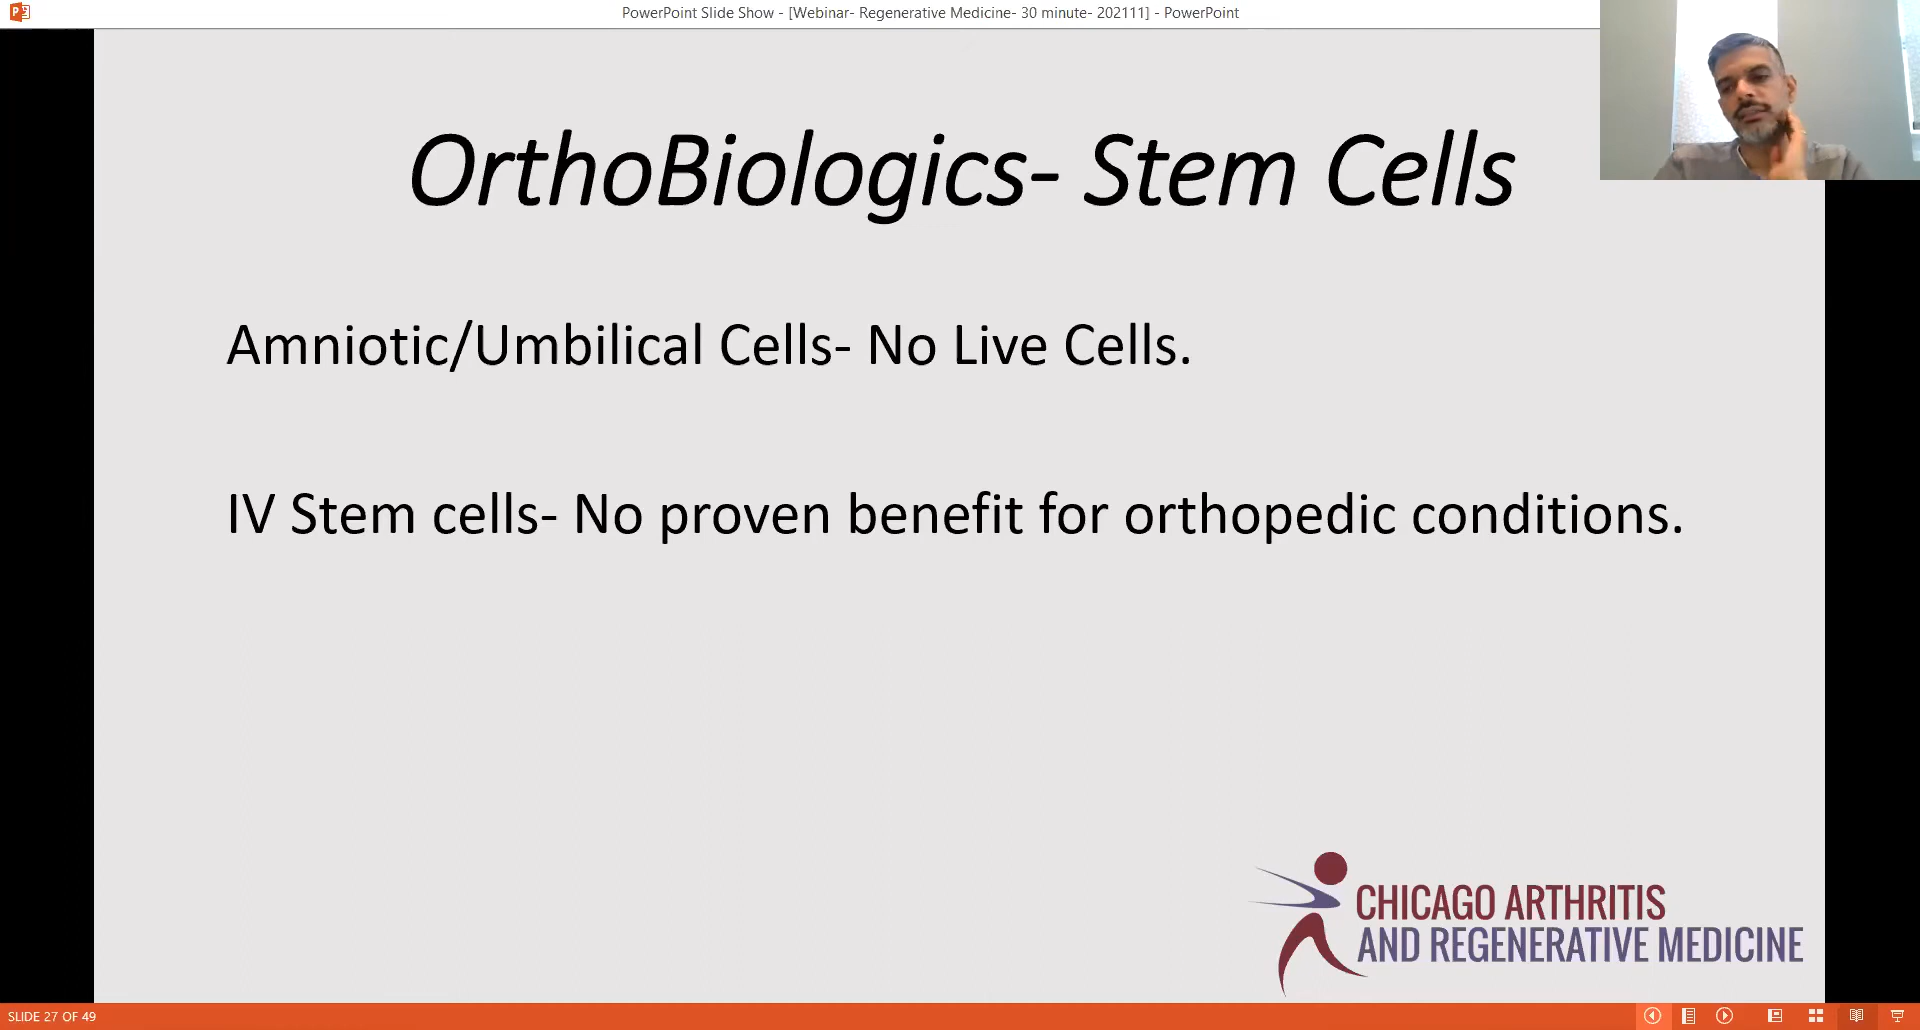 PowerPoint Slide Show - [Webinar- Regenerative Medicine- 30 minute- 202111] - PowerPoint
OrthoBiologics- Stem Cells
Amniotic/Umbilical Cells- No Live Cells.
IV Stem cells- No proven benefit for orthopedic conditions.
CHICAGO ARTHRITIS
AND REGENERATIVE MEDICINE
SLIDE 27 OF 49